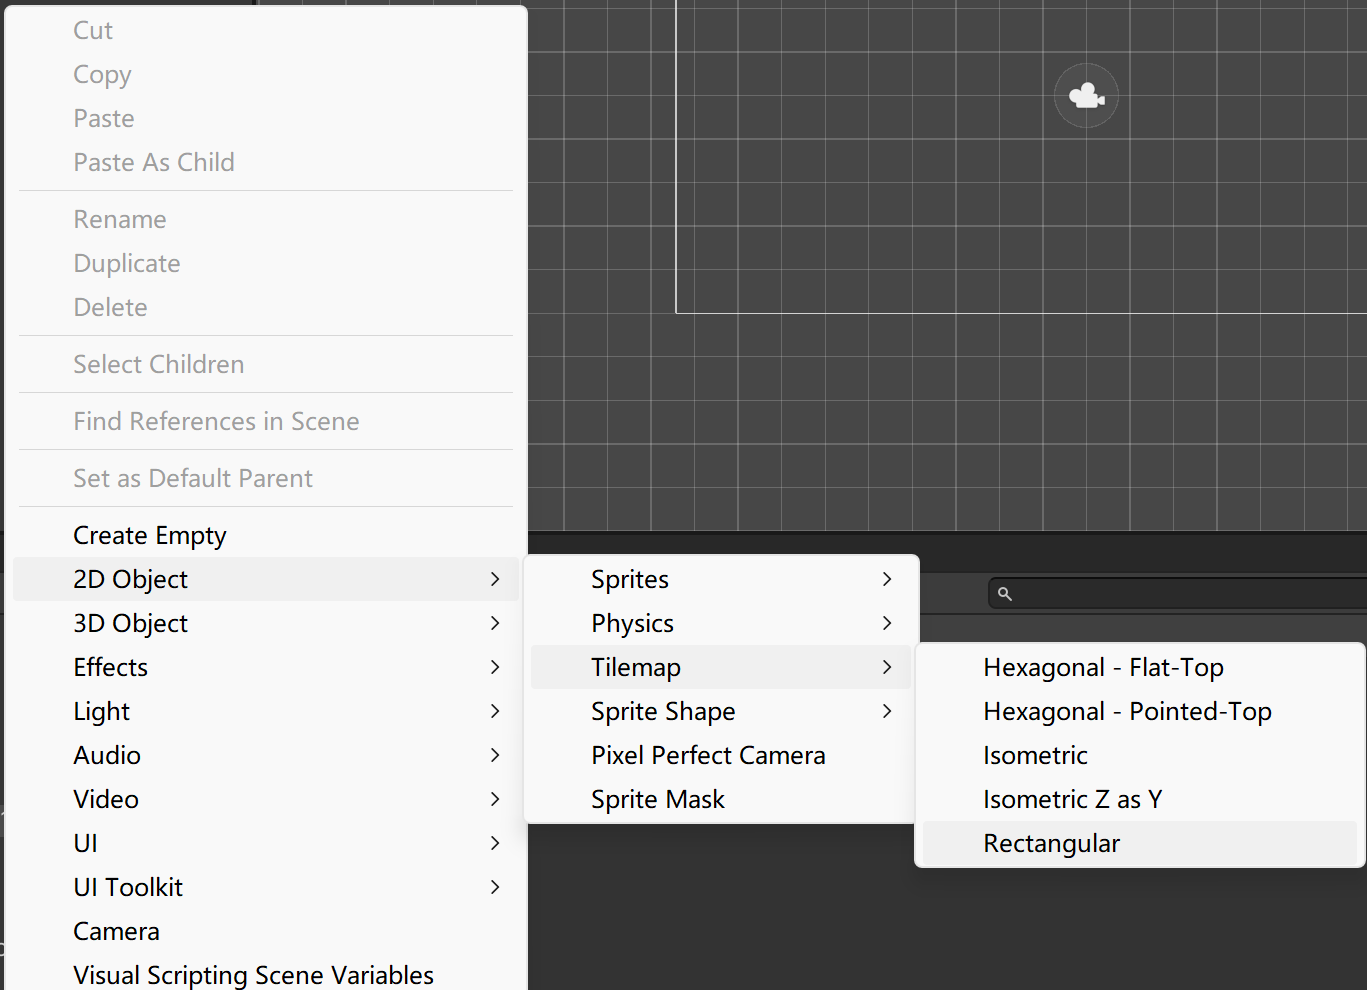 Cut
Copy
Paste
Paste As Child
Rename
Duplicate
Delete
Select Children
Find References in Scene
Set as Default Parent
Create Empty
2D Object
3D Object
Effects
Light
Audio
Video
UI
UI Toolkit
Camera
Visual Scripting Scene Variables
Sprites
Physics
Tilemap
Sprite Shape
Pixel Perfect Camera
Sprite Mask
Hexagonal - Flat-Top
Hexagonal - Pointed-Top
Isometric
Isometric Z as Y
Rectangular